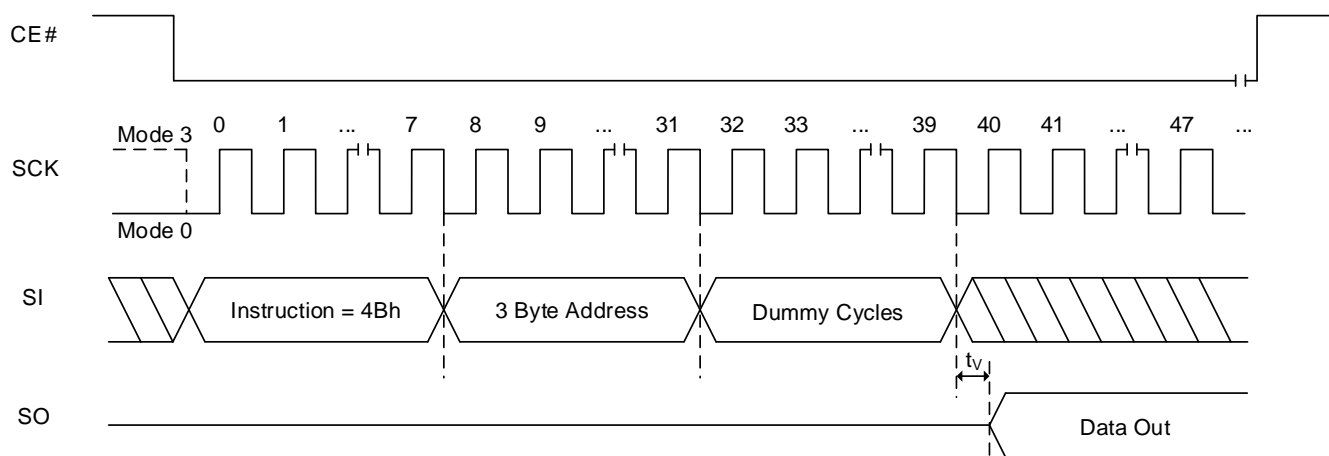 CE#
Mode 3 0 1 ... 7 8 9 ... 31 32 33 ... 39 40 41 ... 47 ...
SCK
Mode 0
SI Instruction = 4Bh 3 Byte Address Dummy Cycles
tV
SO Data Out